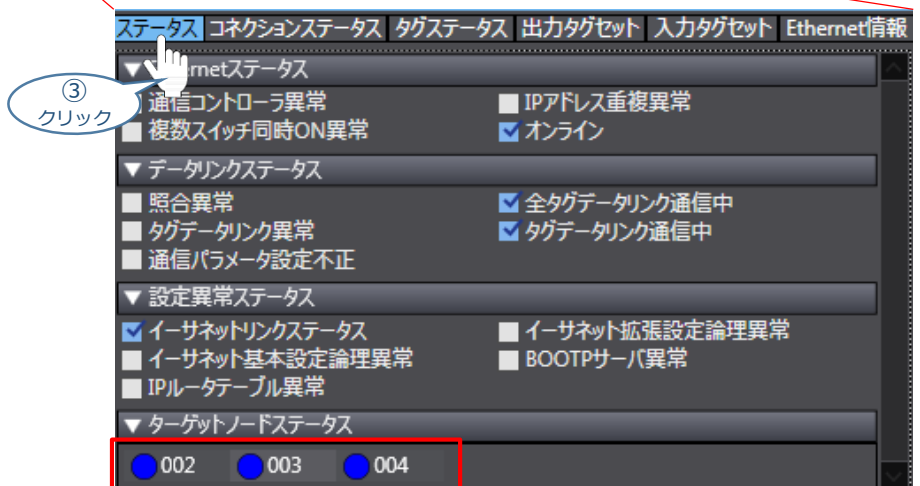 ステータス コネクションステータス タグステータス 出力タグセット 入力タグセット Ethernet情報
▼ rnetステータス
③
クリック
通信コントローラ異常 IPアドレス重複異常
複数スイッチ同時ON異常 オンライン
▼ データリンクステータス
照合異常 全タグデータリンク通信中
タグデータリンク異常 タグデータリンク通信中
通信パラメータ設定不正
▼ 設定異常ステータス
イーサネットリンクステータス イーサネット拡張設定論理異常
イーサネット基本設定論理異常 BOOTPサーバ異常
IPルータテーブル異常
▼ ターゲットノードステータス
002 003 004